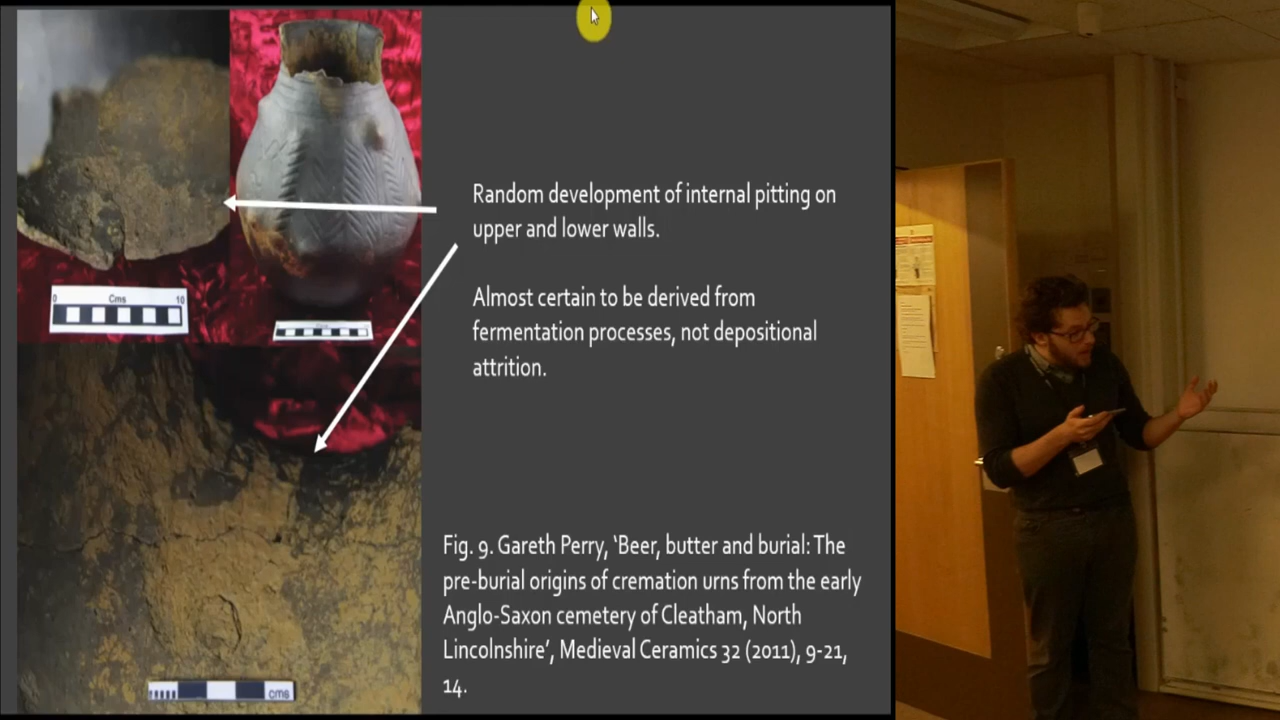 Random development of internal pitting on
upper and lower walls.
Almost certain to be derived from
fermentation processes, not depositional
attrition.
0 Cms 10
cms
Fig. 9. Gareth Perry, ‘Beer, butter and burial: The
pre-burial origins of cremation urns from the early
Anglo-Saxon cemetery of Cleatham, North
Lincolnshire’, Medieval Ceramics 32 (2011), 9-21,
14.